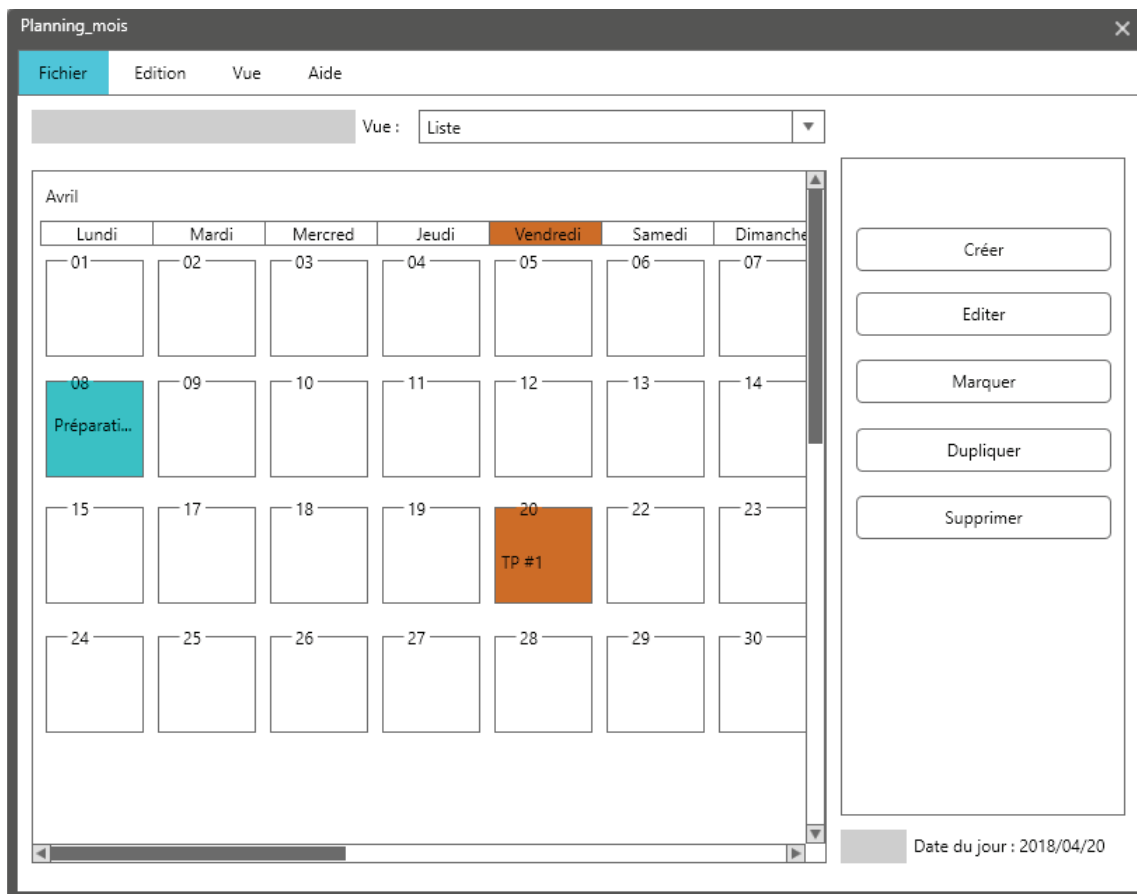 Planning_mois
Fichier Edition Vue Aide
Vue : Liste
Avril
Lundi Mardi Mercred Jeudi Vendredi Samedi Dimanche
01 02 03 04 05 06 07
08 09 10 11 12 13 14
Préparati...
15 17 18 19 20 22 23
TP #1
24 25 26 27 28 29 30
Créer
Editer
Marquer
Dupliquer
Supprimer
Date du jour : 2018/04/20